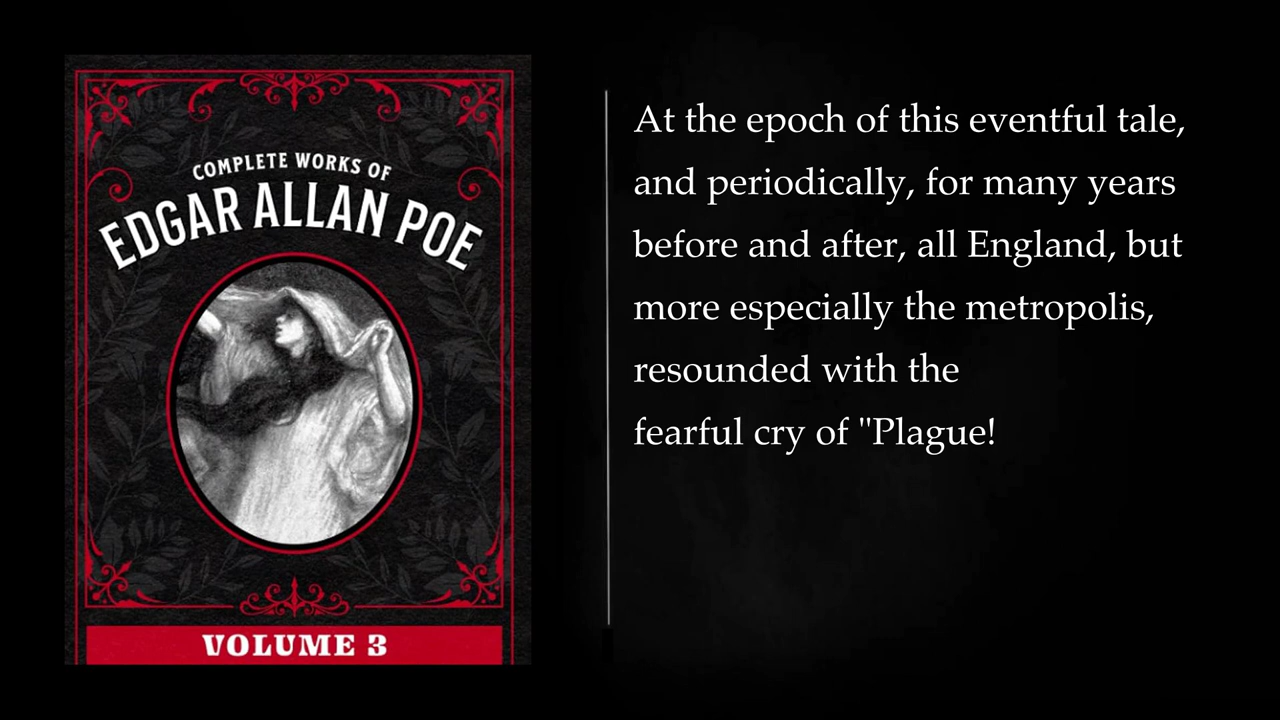 COMPLETE WORKS OF
EDGAR ALLAN POE
VOLUME 3
At the epoch of this eventful tale,
and periodically, for many years
before and after, all England, but
more especially the metropolis,
resounded with the
fearful cry of "Plague!